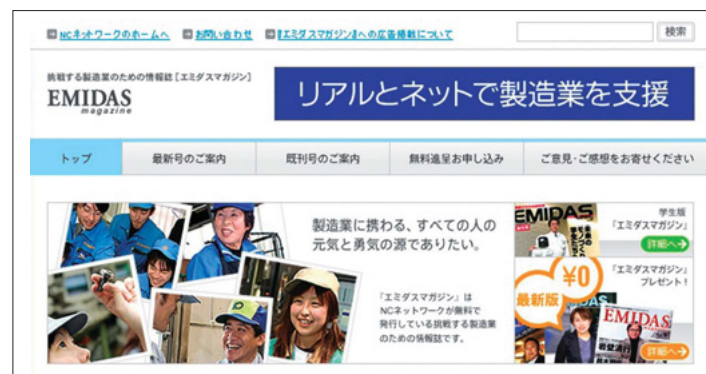 NCネットワークのホームへ お問い合わせ 『エミダスマガジン』への広告掲載について 検索
挑戦する製造業のための情報誌［エミダスマガジン］
EMIDAS
magazine
リアルとネットで製造業を支援
トップ 最新号のご案内 既刊号のご案内 無料進呈お申し込み ご意見・ご感想をお寄せください
製造業に携わる、すべての人の
元気と勇気の源でありたい。
『エミダスマガジン』は
NCネットワークが無料で
発行している挑戦する製造業
のための情報誌です。
EMIDAS
学生版
『エミダスマガジン』
詳細へ
¥0
最新版
『エミダスマガジン』
プレゼント！
EMIDAS
詳細へ